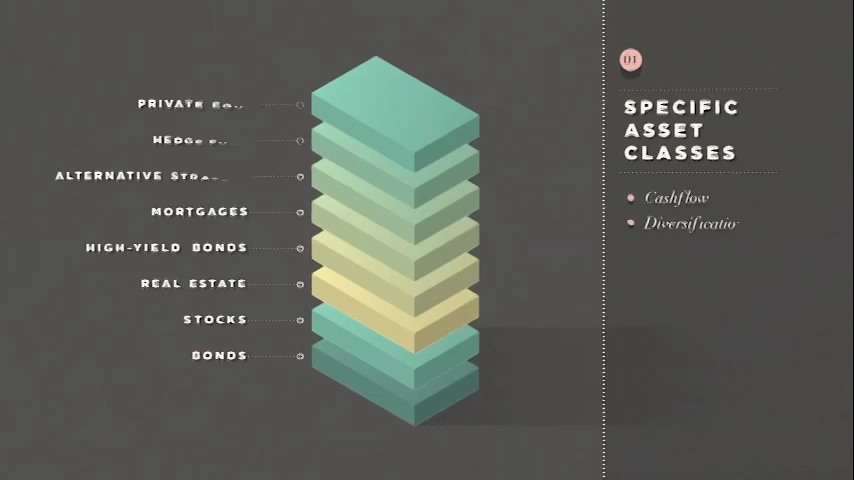 PRIVATE
MORTGAGES
ALTERNATIVE
HIGH-YIELD BONDS
REAL ESTATE
STOCKS
BONDS
01
SPECIFIC
ASSET
CLASSES
Cashflow